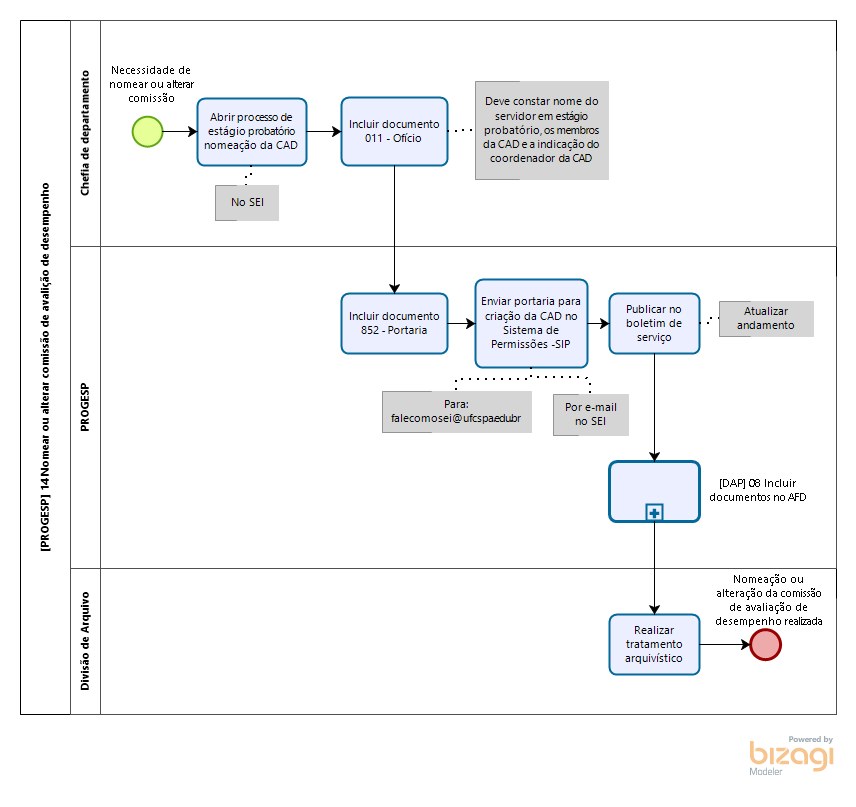 [PROGESP] 14 Nomear ou alterar comissão de avalição de desempenho
Chefia de departamento
Necessidade de
nomear ou alterar
comissão
Abrir processo de
estágio probatório
nomeação da CAD
No SEI
Incluir documento
011 - Ofício
Deve constar nome do
servidor em estágio
probatório, os membros
da CAD e a indicação do
coordenador da CAD
PROGESP
Incluir documento
852 - Portaria
Enviar portaria para
criação da CAD no
Sistema de
Permissões -SIP
Para:
falecomosei@ufcspa.edu.br
Por e-mail
no SEI
Publicar no
boletim de
serviço
Atualizar
andamento
[DAP] 08 Incluir
documentos no AFD
Divisão de Arquivo
Realizar
tratamento
arquivístico
Nomeação ou
alteração da comissão
de avaliação de
desempenho realizada
Powered by
bizagi
Modeler